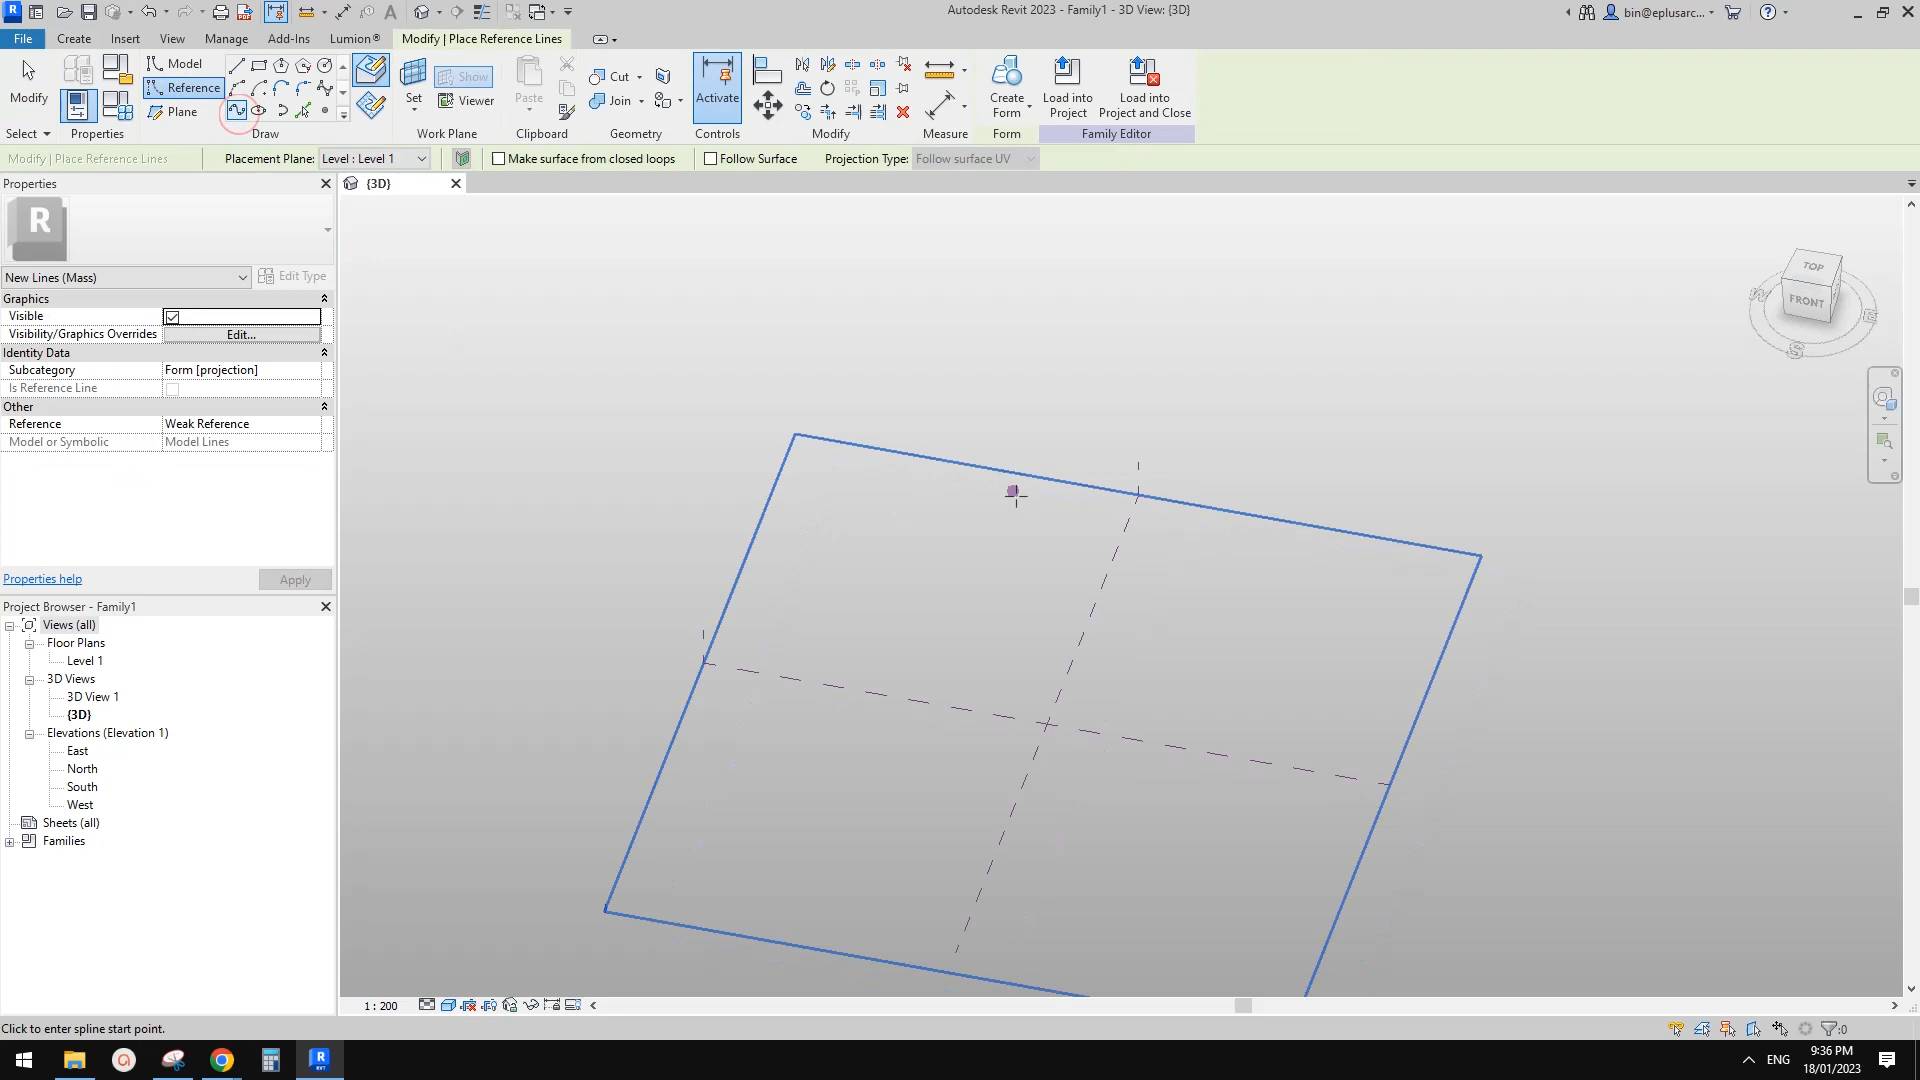 Autodesk Revit 2023 - Family1 - 3D View: {3D}
bin@eplusarc...
File Create Insert View Manage Add-Ins Lumion® Modify | Place Reference Lines
Modify
Select
Properties
Model
Reference
Plane
Draw
Set
Show
Viewer
Work Plane
Paste
Clipboard
Cut
Join
Geometry
Activate
Controls
Modify
Measure
Create
Form
Form
Load into
Project
Load into
Project and Close
Family Editor
Modify | Place Reference Lines
Placement Plane: Level : Level 1
Make surface from closed loops
Follow Surface
Projection Type: Follow surface UV
Properties
{3D}
R
New Lines (Mass)
Edit Type
Graphics
Visible
Visibility/Graphics Overrides Edit...
Identity Data
Subcategory Form [projection]
Is Reference Line
Other
Reference Weak Reference
Model or Symbolic Model Lines
Properties help
Apply
Project Browser - Family1
Views (all)
Floor Plans
Level 1
3D Views
3D View 1
{3D}
Elevations (Elevation 1)
East
North
South
West
Sheets (all)
Families
TOP
FRONT
W
E
S
1 : 200
Click to enter spline start point.
:0
ENG
9:36 PM
18/01/2023